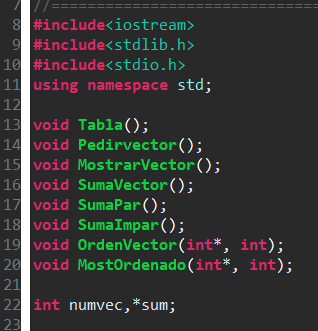 7 //==============================
8 #include<iostream>
9 #include<stdlib.h>
10 #include<stdio.h>
11 using namespace std;
12
13 void Tabla();
14 void Pedirvector();
15 void MostrarVector();
16 void SumaVector();
17 void SumaPar();
18 void SumaImpar();
19 void OrdenVector(int*, int);
20 void MostOrdenado(int*, int);
21
22 int numvec,*sum;
23